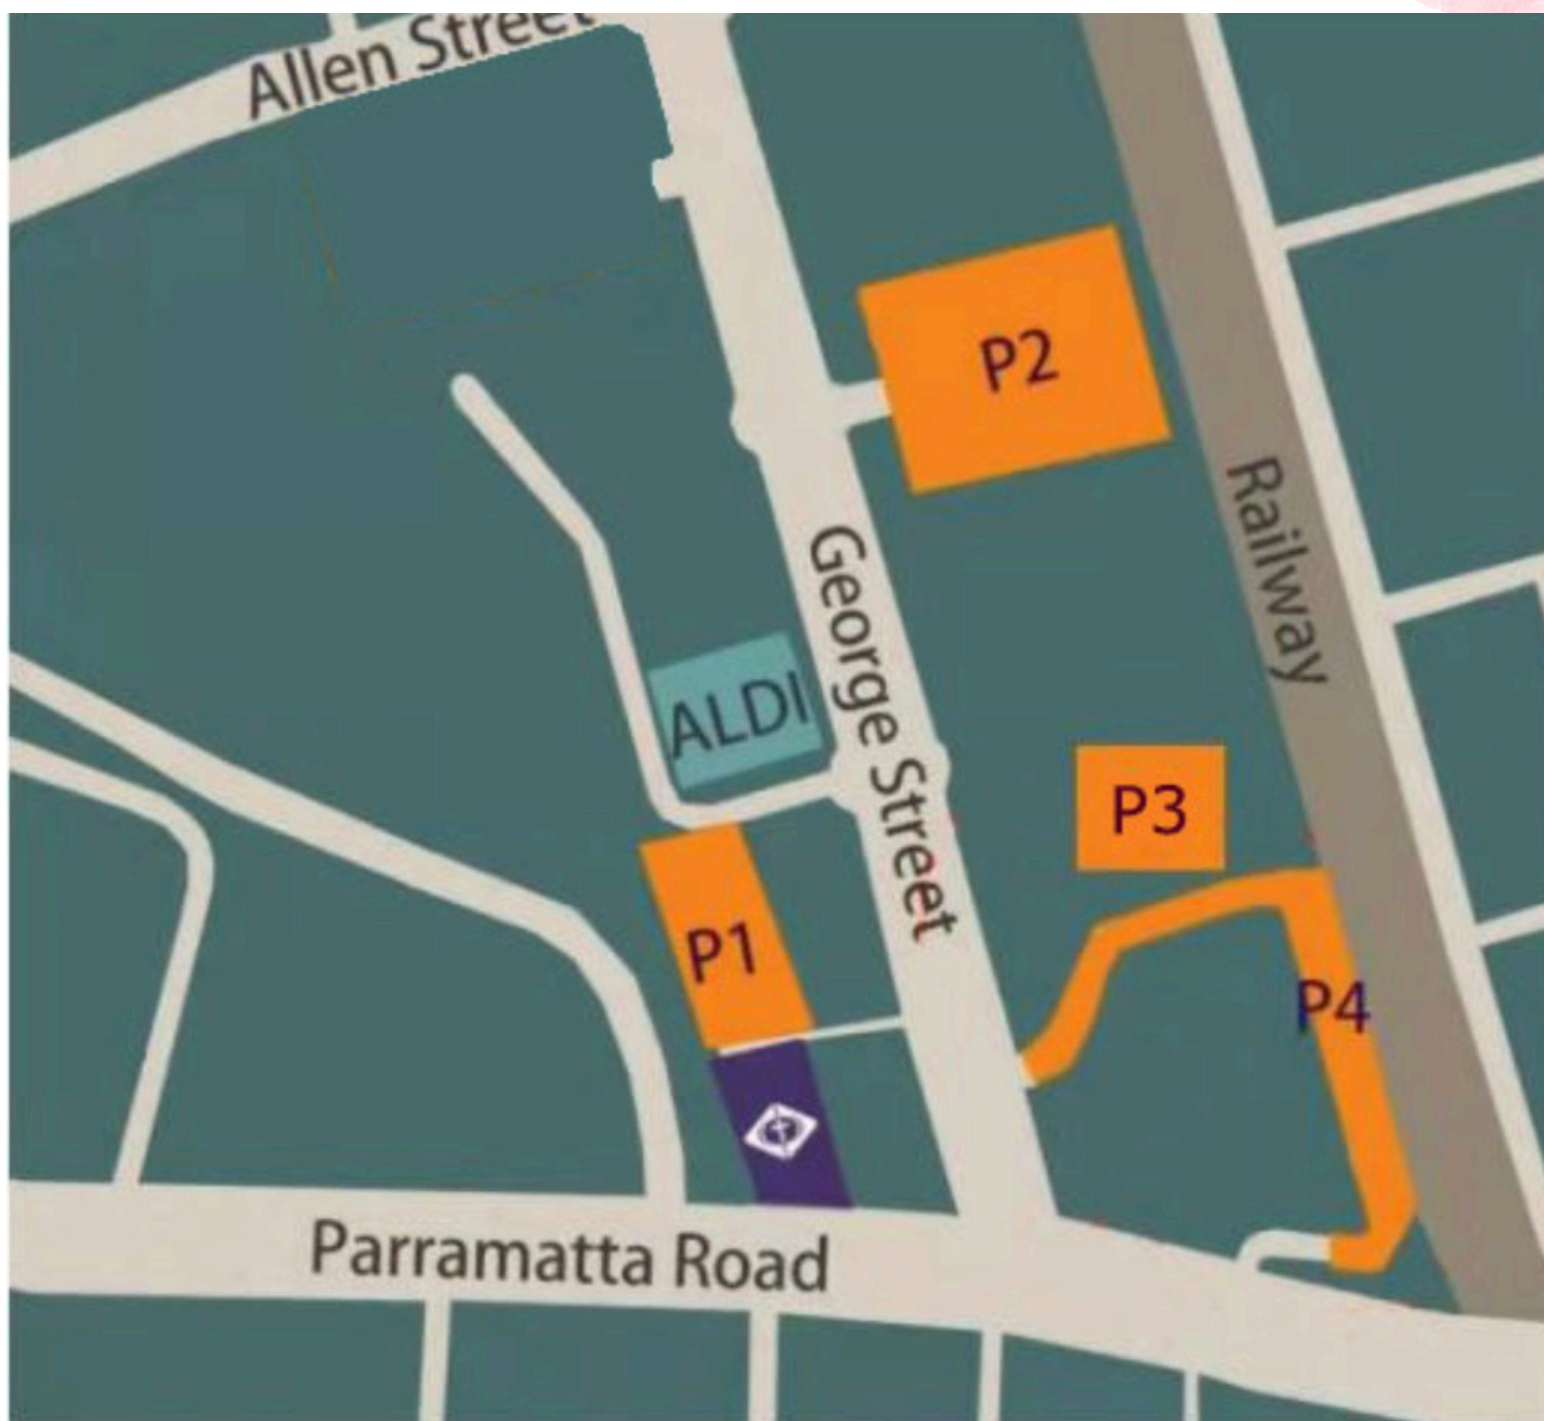 Allen Street
P2
Railway
George Street
ALDI
P3
P1
P4
Parramatta Road